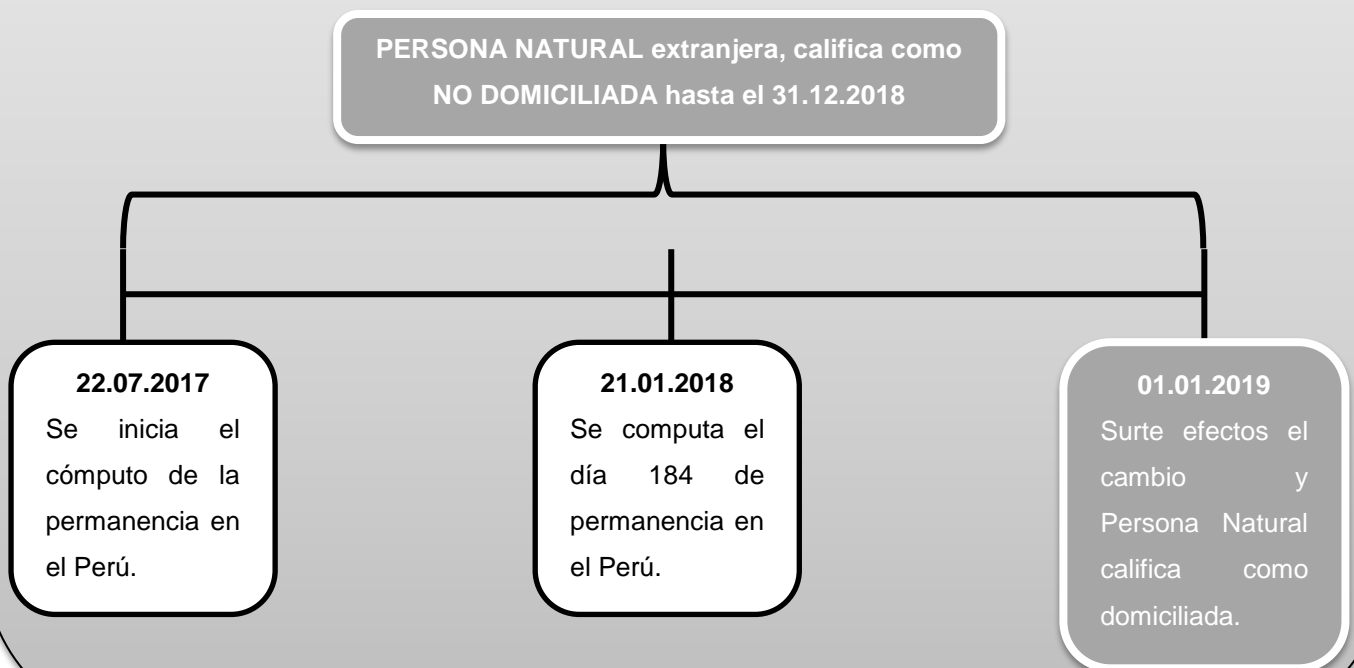 PERSONA NATURAL extranjera, califica como
NO DOMICILIADA hasta el 31.12.2018
22.07.2017
Se inicia el
cómputo de la
permanencia en
el Perú.
21.01.2018
Se computa el
día 184 de
permanencia en
el Perú.
01.01.2019
Surte efectos el
cambio y
Persona Natural
califica como
domiciliada.